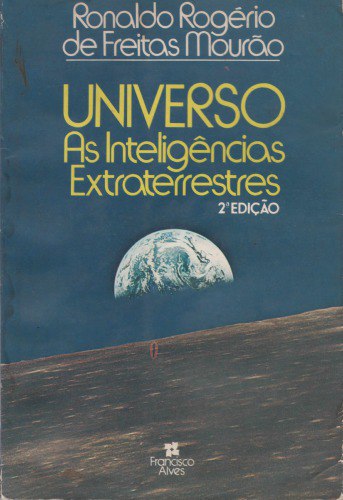 Ronaldo Rogério
de Freitas Mourão
UNIVERSO
As Inteligências
Extraterrestres
2ª EDIÇÃO
Francisco
Alves